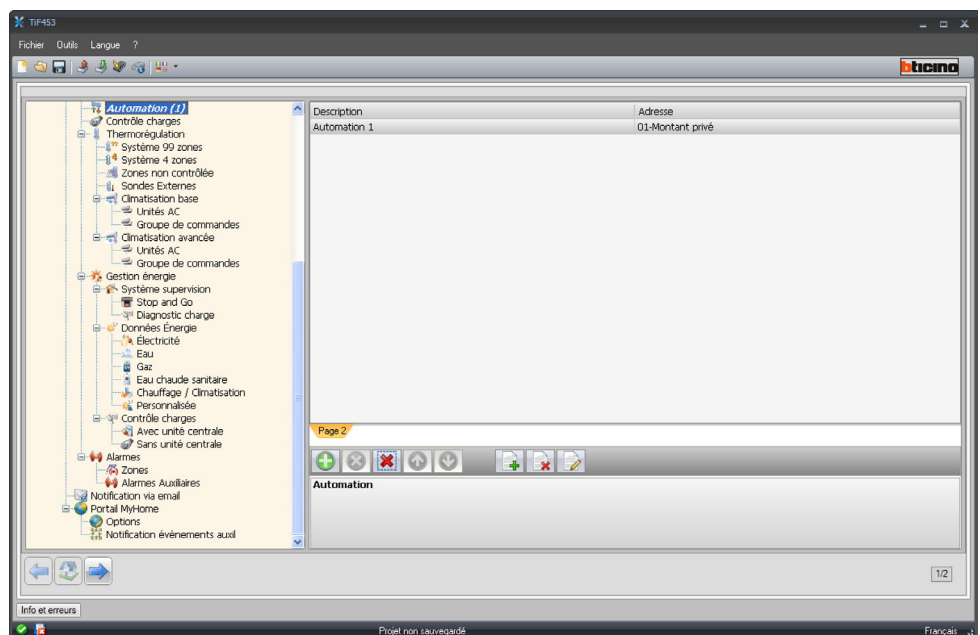 TiF453
Fichier Outils Langue ?
bticino
Automation (1)
Contrôle charges
Thermorégulation
Système 99 zones
Système 4 zones
Zones non contrôlée
Sondes Externes
Climatisation base
Unités AC
Groupe de commandes
Climatisation avancée
Unités AC
Groupe de commandes
Gestion énergie
Système supervision
Stop and Go
Diagnostic charge
Données Énergie
Électricité
Eau
Gaz
Eau chaude sanitaire
Chauffage / Climatisation
Personnalisée
Contrôle charges
Avec unité centrale
Sans unité centrale
Alarmes
Zones
Alarmes Auxiliaires
Notification via email
Portail MyHome
Options
Notification évènements auxil
Description Adresse
Automation 1 01-Montant privé
Page 2
Automation
1/2
Info et erreurs
Projet non sauvegardé Français